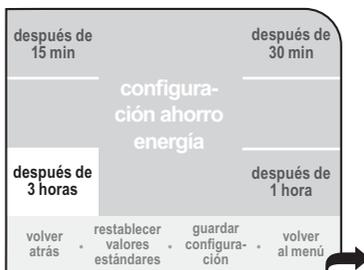 después de
15 min
después de
30 min
configura-
ción ahorro
energía
después de
3 horas
después de
1 hora
volver
atrás
restablecer
valores
estándares
guardar
configura-
ción
volver
al menú